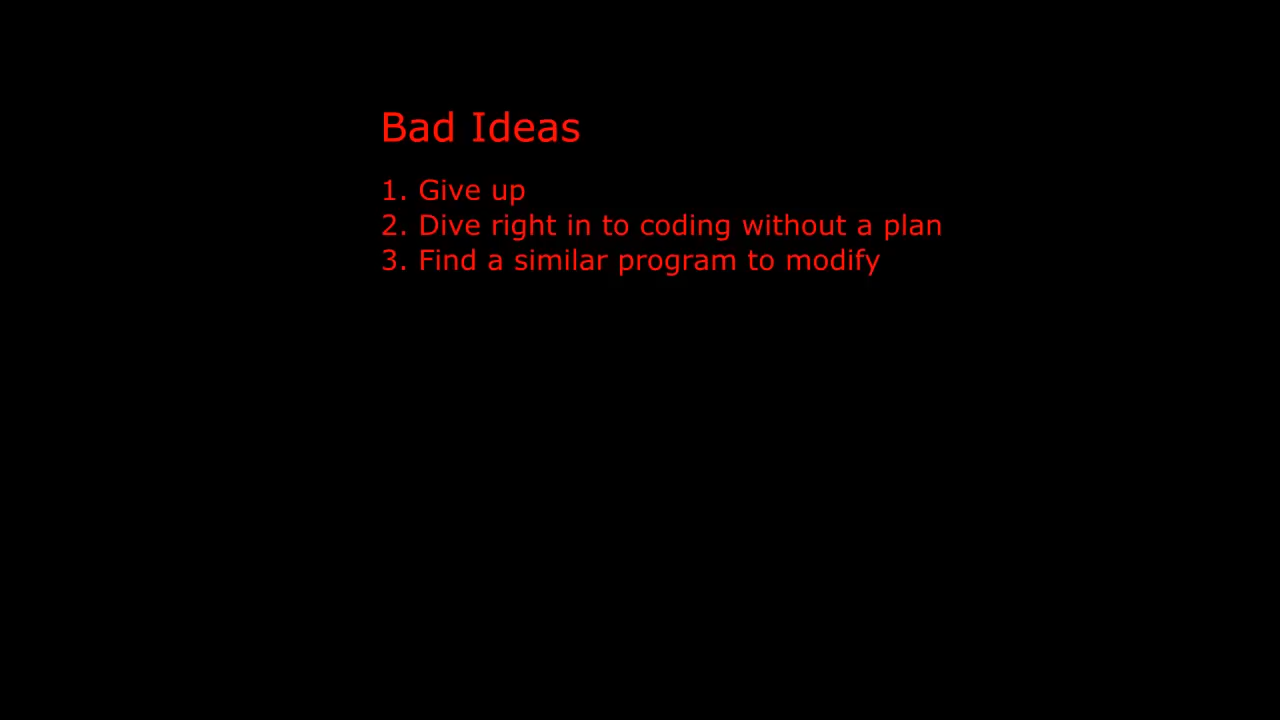 Bad Ideas
1. Give up
2. Dive right in to coding without a plan
3. Find a similar program to modify